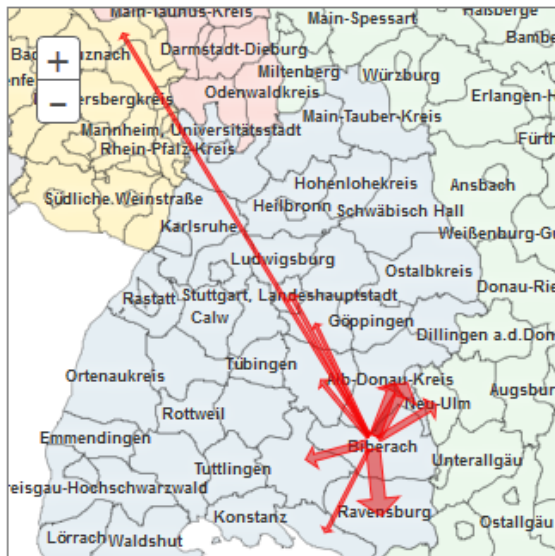 Main-Taunus-Kreis
Main-Spessart
Haßberge
Bambe
Darmstadt-Dieburg
+
Miltenberg
Würzburg
Odenwaldkreis
Erlangen-H
−
Main-Tauber-Kreis
Mannheim, Universitätsstadt
Fürth
Rhein-Pfalz-Kreis
Hohenlohekreis
Ansbach
Südliche Weinstraße
Heilbronn
Schwäbisch Hall
Karlsruhe
Weißenburg-G
Ludwigsburg
Ostalbkreis
Donau-Rie
Rastatt
Stuttgart, Landeshauptstadt
Calw
Göppingen
Dillingen a.d.Don
Tübingen
Ortenaukreis
Alb-Donau-Kreis
Augsbur
Rottweil
Neu-Ulm
Emmendingen
Biberach
Tuttlingen
Unterallgäu
reisgau-Hochschwarzwald
Konstanz
Ravensburg
Ostallgäu
Lörrach
Waldshut